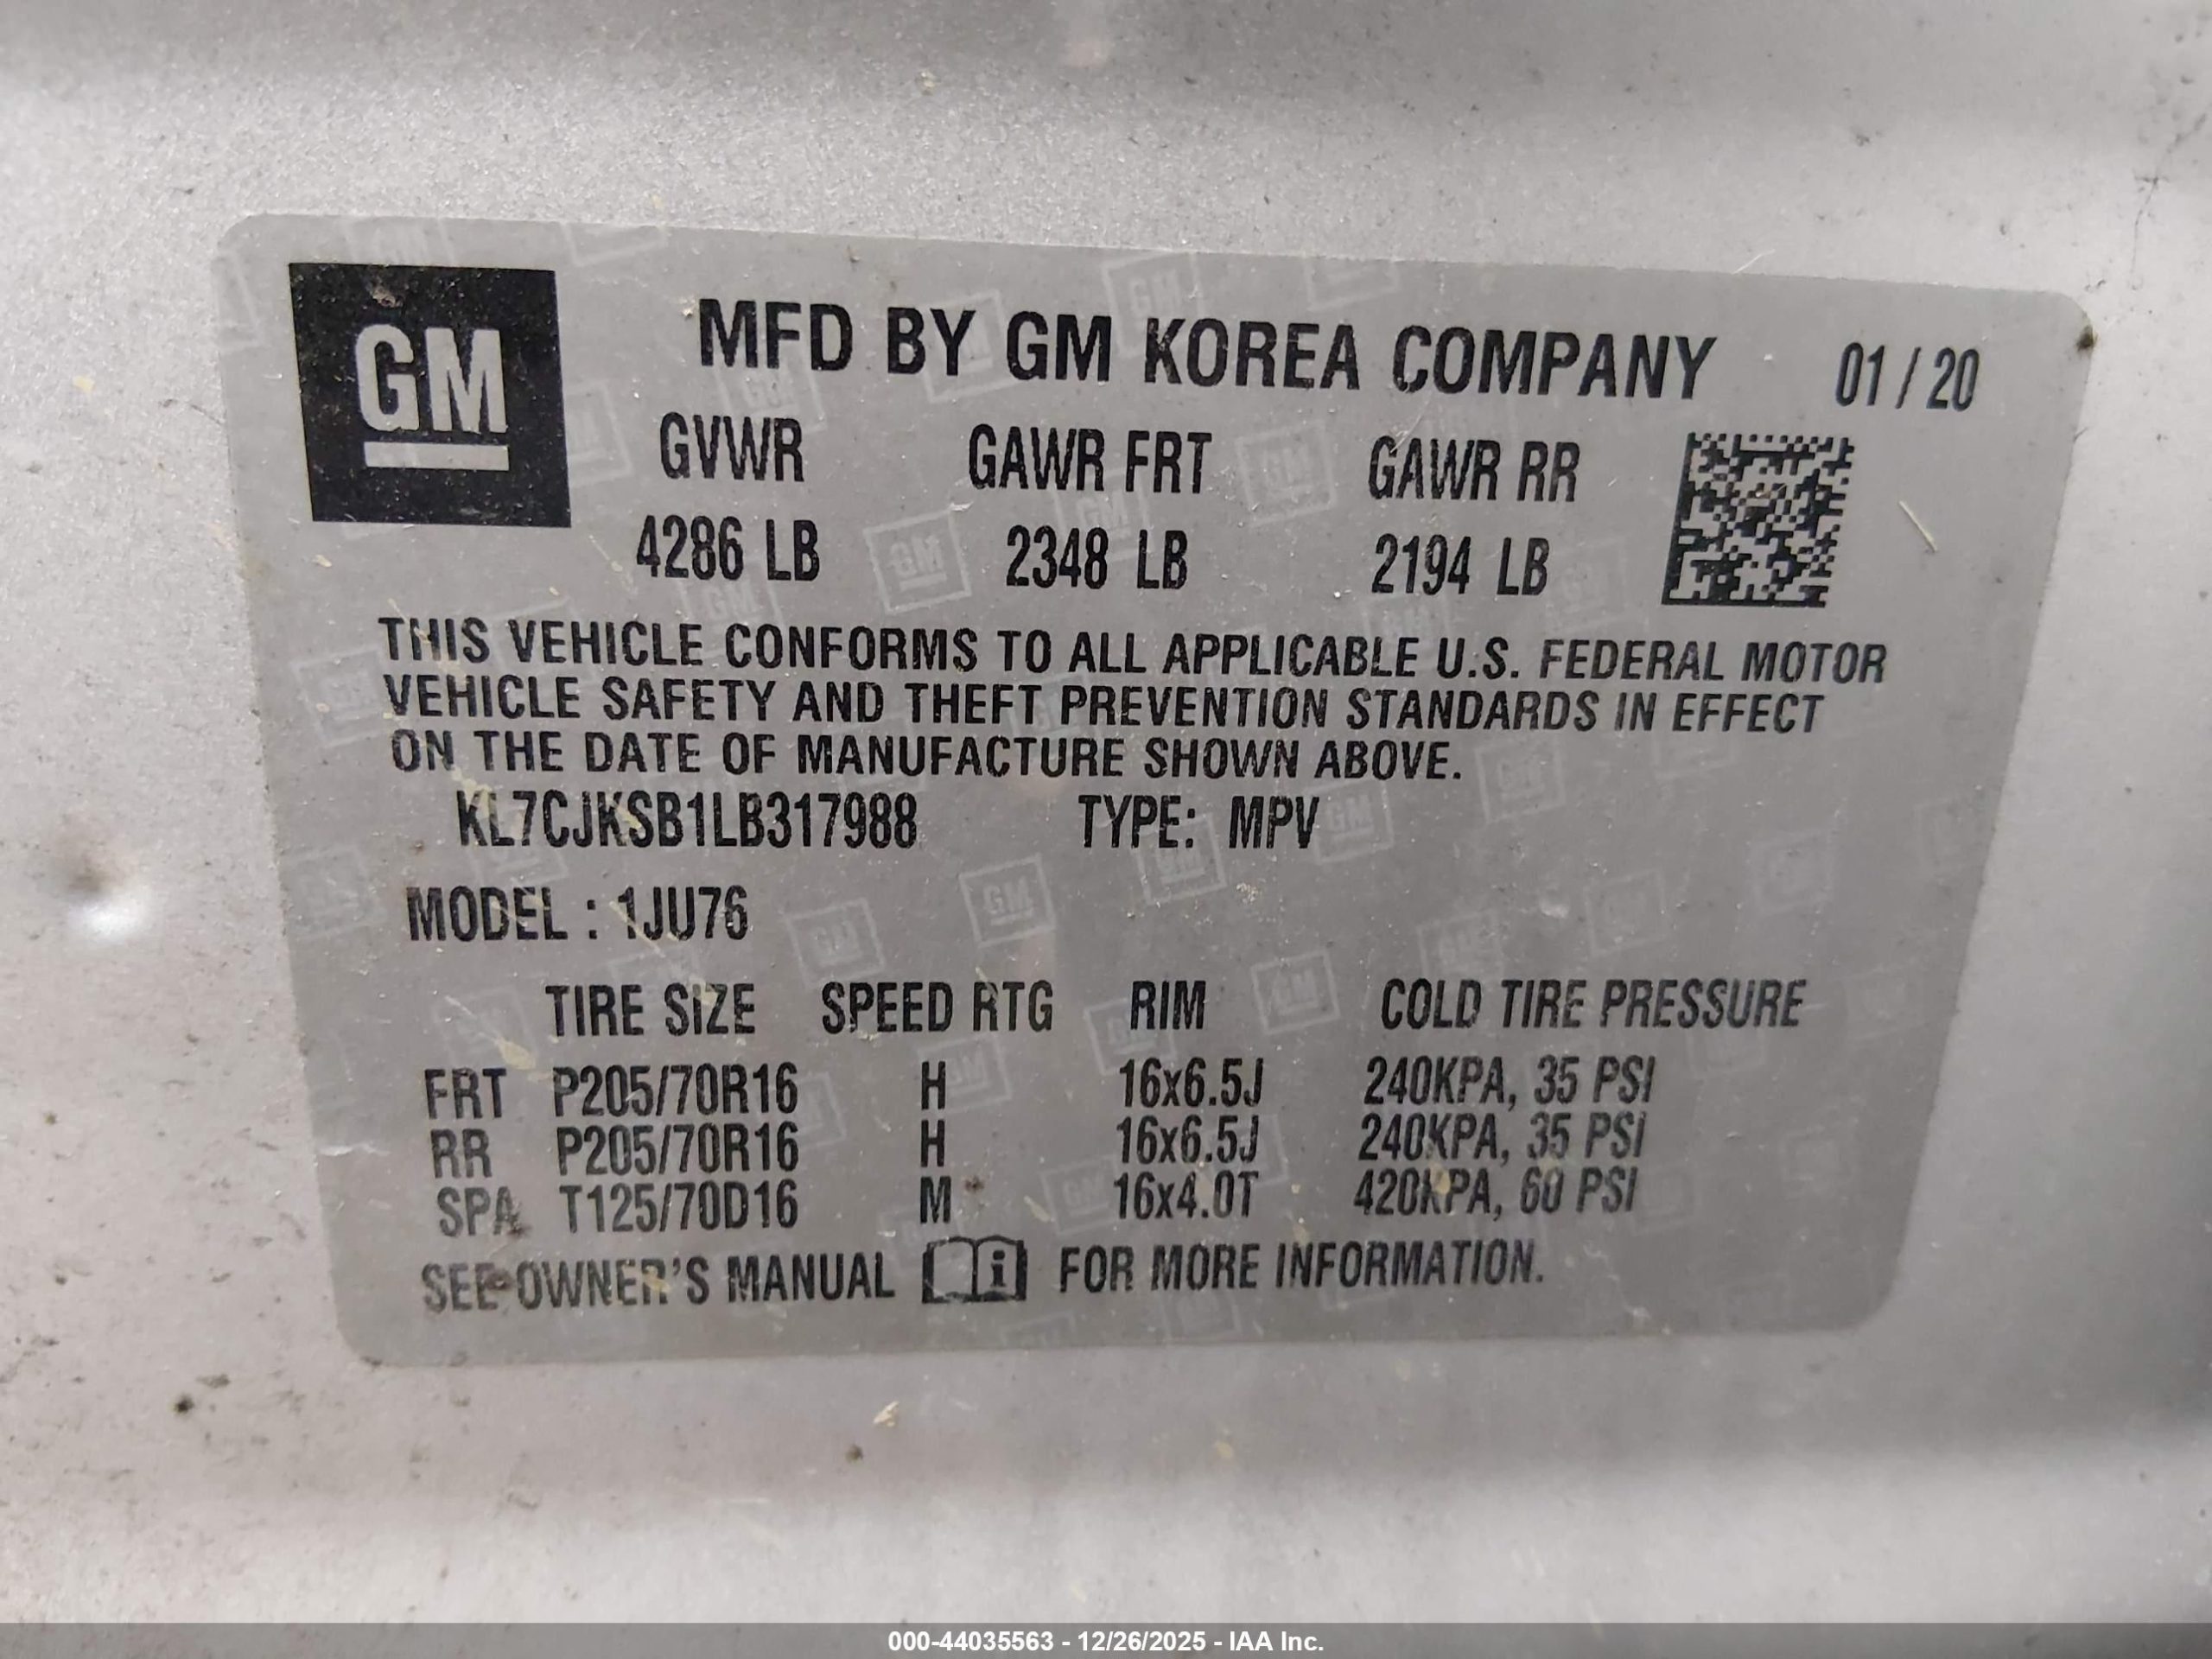 GM
MFD BY GM KOREA COMPANY 01 / 20
GVWR GAWR FRT GAWR RR
4286 LB 2348 LB 2194 LB
THIS VEHICLE CONFORMS TO ALL APPLICABLE U.S. FEDERAL MOTOR
VEHICLE SAFETY AND THEFT PREVENTION STANDARDS IN EFFECT
ON THE DATE OF MANUFACTURE SHOWN ABOVE.
KL7CJKSB1LB317988 TYPE: MPV
MODEL : 1JU76
TIRE SIZE SPEED RTG RIM COLD TIRE PRESSURE
FRT P205/70R16 H 16x6.5J 240KPA, 35 PSI
RR P205/70R16 H 16x6.5J 240KPA, 35 PSI
SPA T125/70D16 M 16x4.0T 420KPA, 60 PSI
SEE OWNER'S MANUAL i FOR MORE INFORMATION.
000-44035563 - 12/26/2025 - IAA Inc.